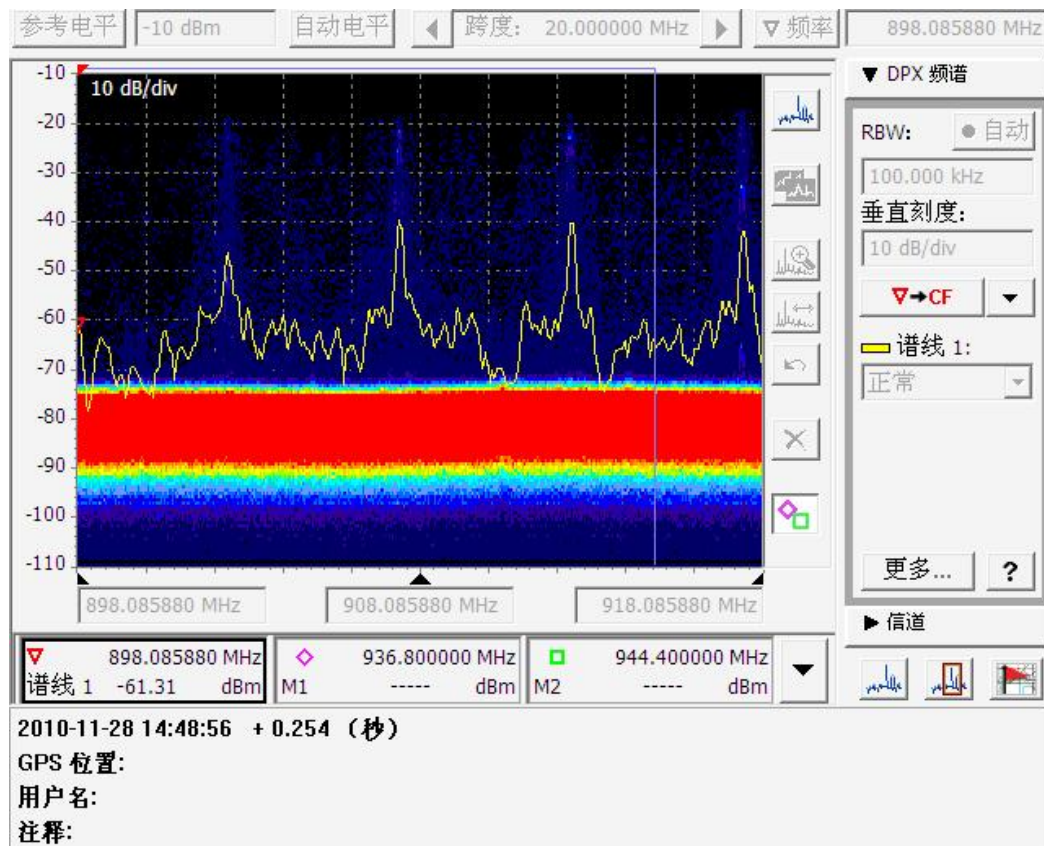 参考电平 -10 dBm 自动电平 跨度: 20.000000 MHz 频率 898.085880 MHz
10 dB/div
-10
-20
-30
-40
-50
-60
-70
-80
-90
-100
-110
898.085880 MHz 908.085880 MHz 918.085880 MHz
DPX 频谱
RBW: 自动
100.000 kHz
垂直刻度:
10 dB/div
→CF
谱线 1:
正常
更多... ?
信道
898.085880 MHz 936.800000 MHz 944.400000 MHz
谱线 1 -61.31 dBm M1 ----- dBm M2 ----- dBm
2010-11-28 14:48:56 + 0.254 (秒)
GPS 位置:
用户名:
注释: